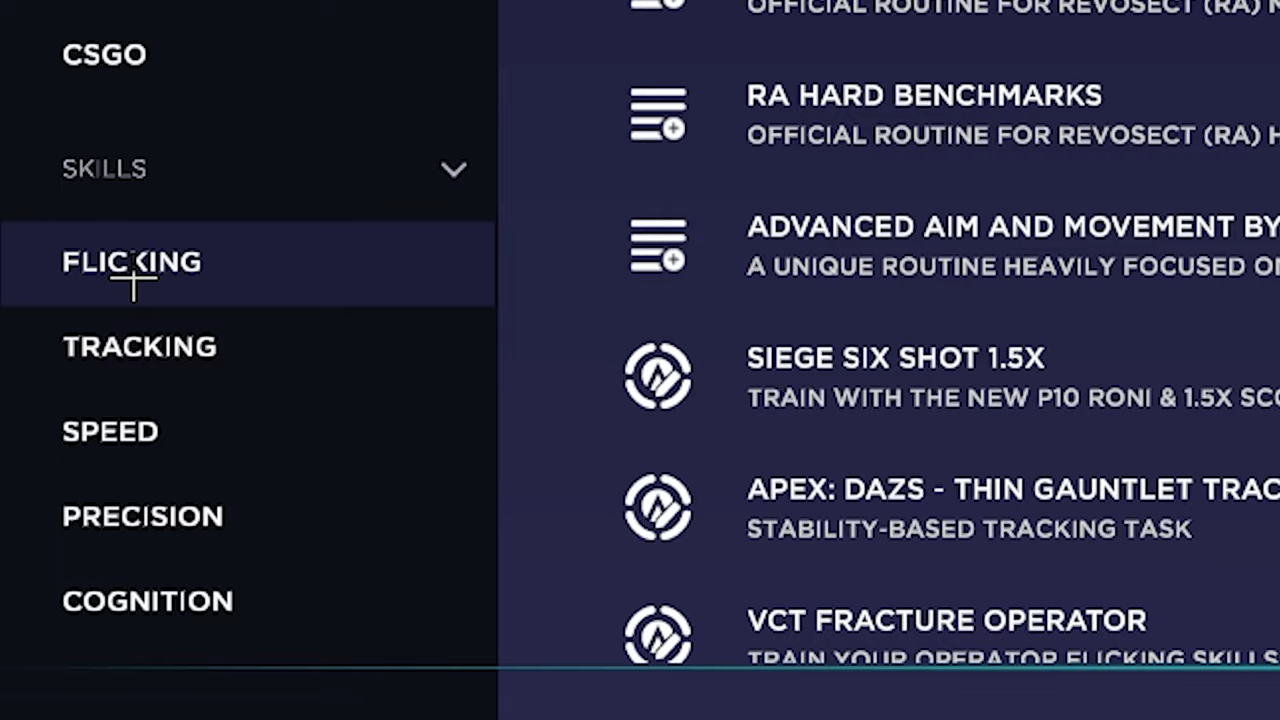 CSGO
SKILLS
FLICKING
TRACKING
SPEED
PRECISION
COGNITION
OFFICIAL ROUTINE FOR REVOSECT (RA)
RA HARD BENCHMARKS
OFFICIAL ROUTINE FOR REVOSECT (RA) H
ADVANCED AIM AND MOVEMENT BY
A UNIQUE ROUTINE HEAVILY FOCUSED ON
SIEGE SIX SHOT 1.5X
TRAIN WITH THE NEW P10 RONI & 1.5X SCO
APEX: DAZS - THIN GAUNTLET TRAC
STABILITY-BASED TRACKING TASK
VCT FRACTURE OPERATOR
TRAIN YOUR OPERATOR FLICKING SKILLS